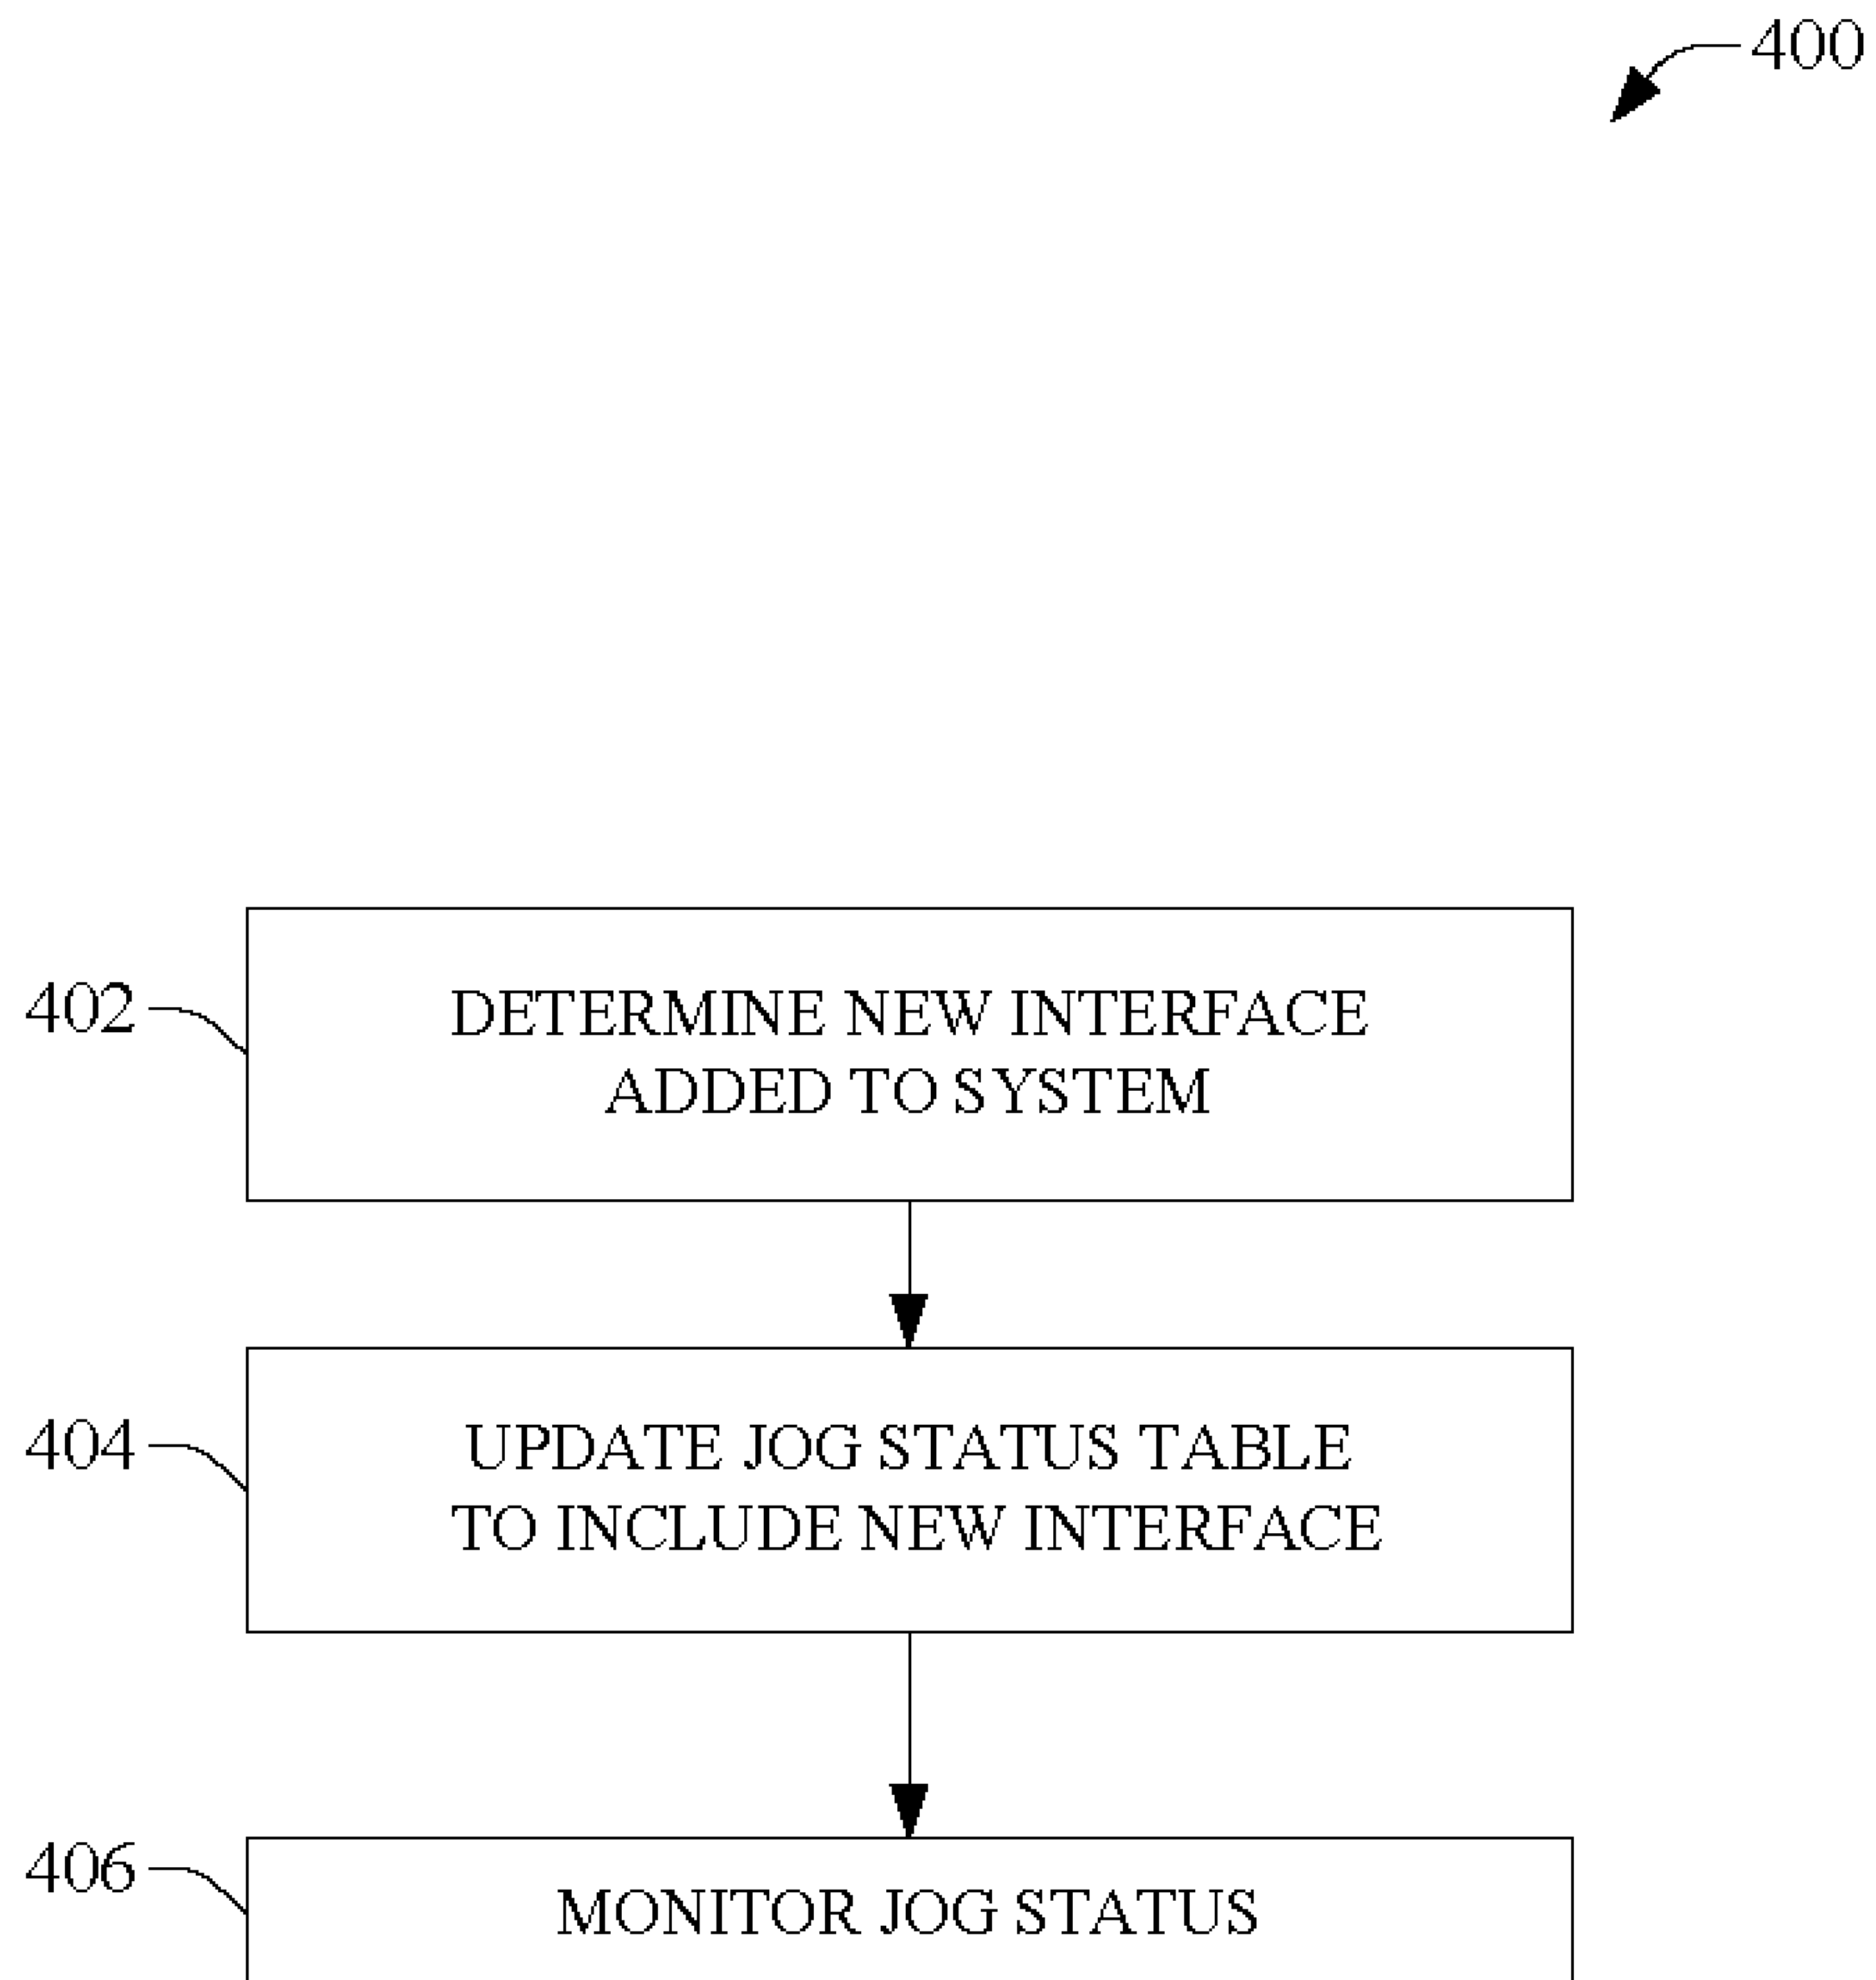 400
402
DETERMINE NEW INTERFACE
ADDED TO SYSTEM
404
UPDATE JOG STATUS TABLE
TO INCLUDE NEW INTERFACE
406
MONITOR JOG STATUS